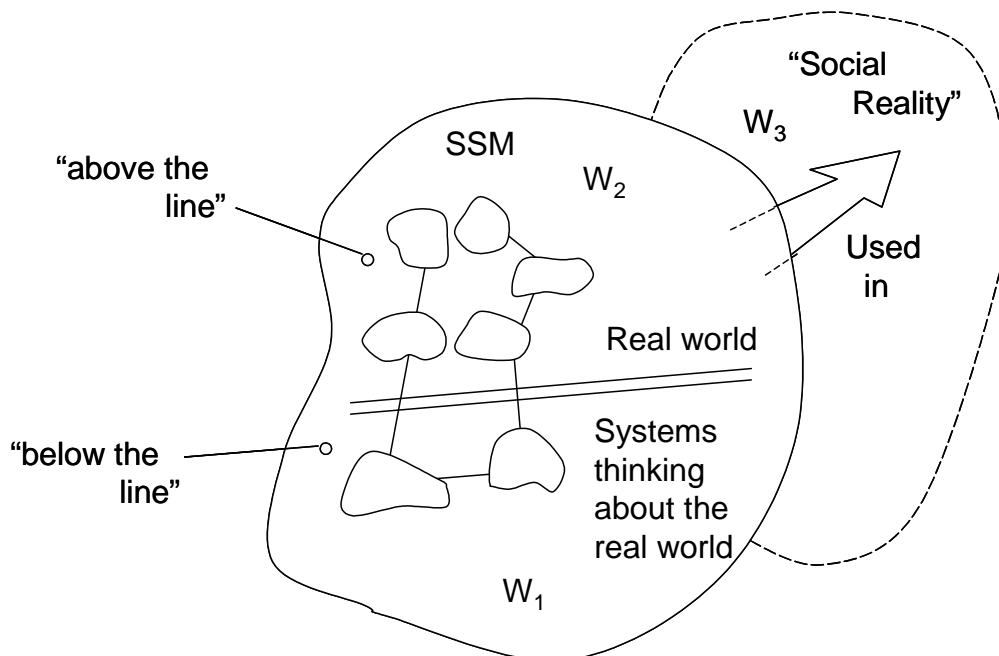 “Social
Reality”
W₃
SSM
W₂
“above the
line”
Used
in
Real world
“below the
line”
Systems
thinking
about the
real world
W₁